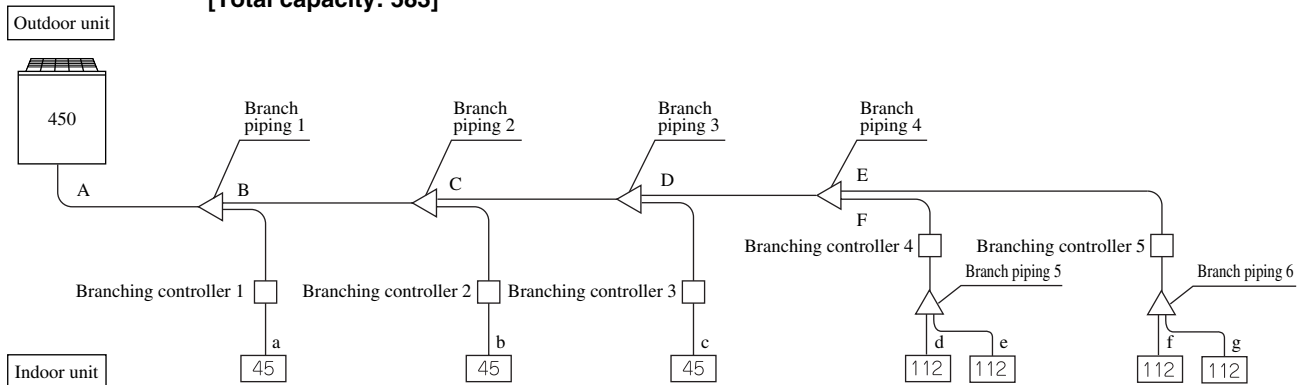 [Total capacity: 583]
Outdoor unit
450
Branch
piping 1
Branch
piping 2
Branch
piping 3
Branch
piping 4
A
B
C
D
E
F
Branching controller 4
Branching controller 5
Branch piping 5
Branch piping 6
Branching controller 1
Branching controller 2
Branching controller 3
a
b
c
d
e
f
g
Indoor unit
45
45
45
112
112
112
112